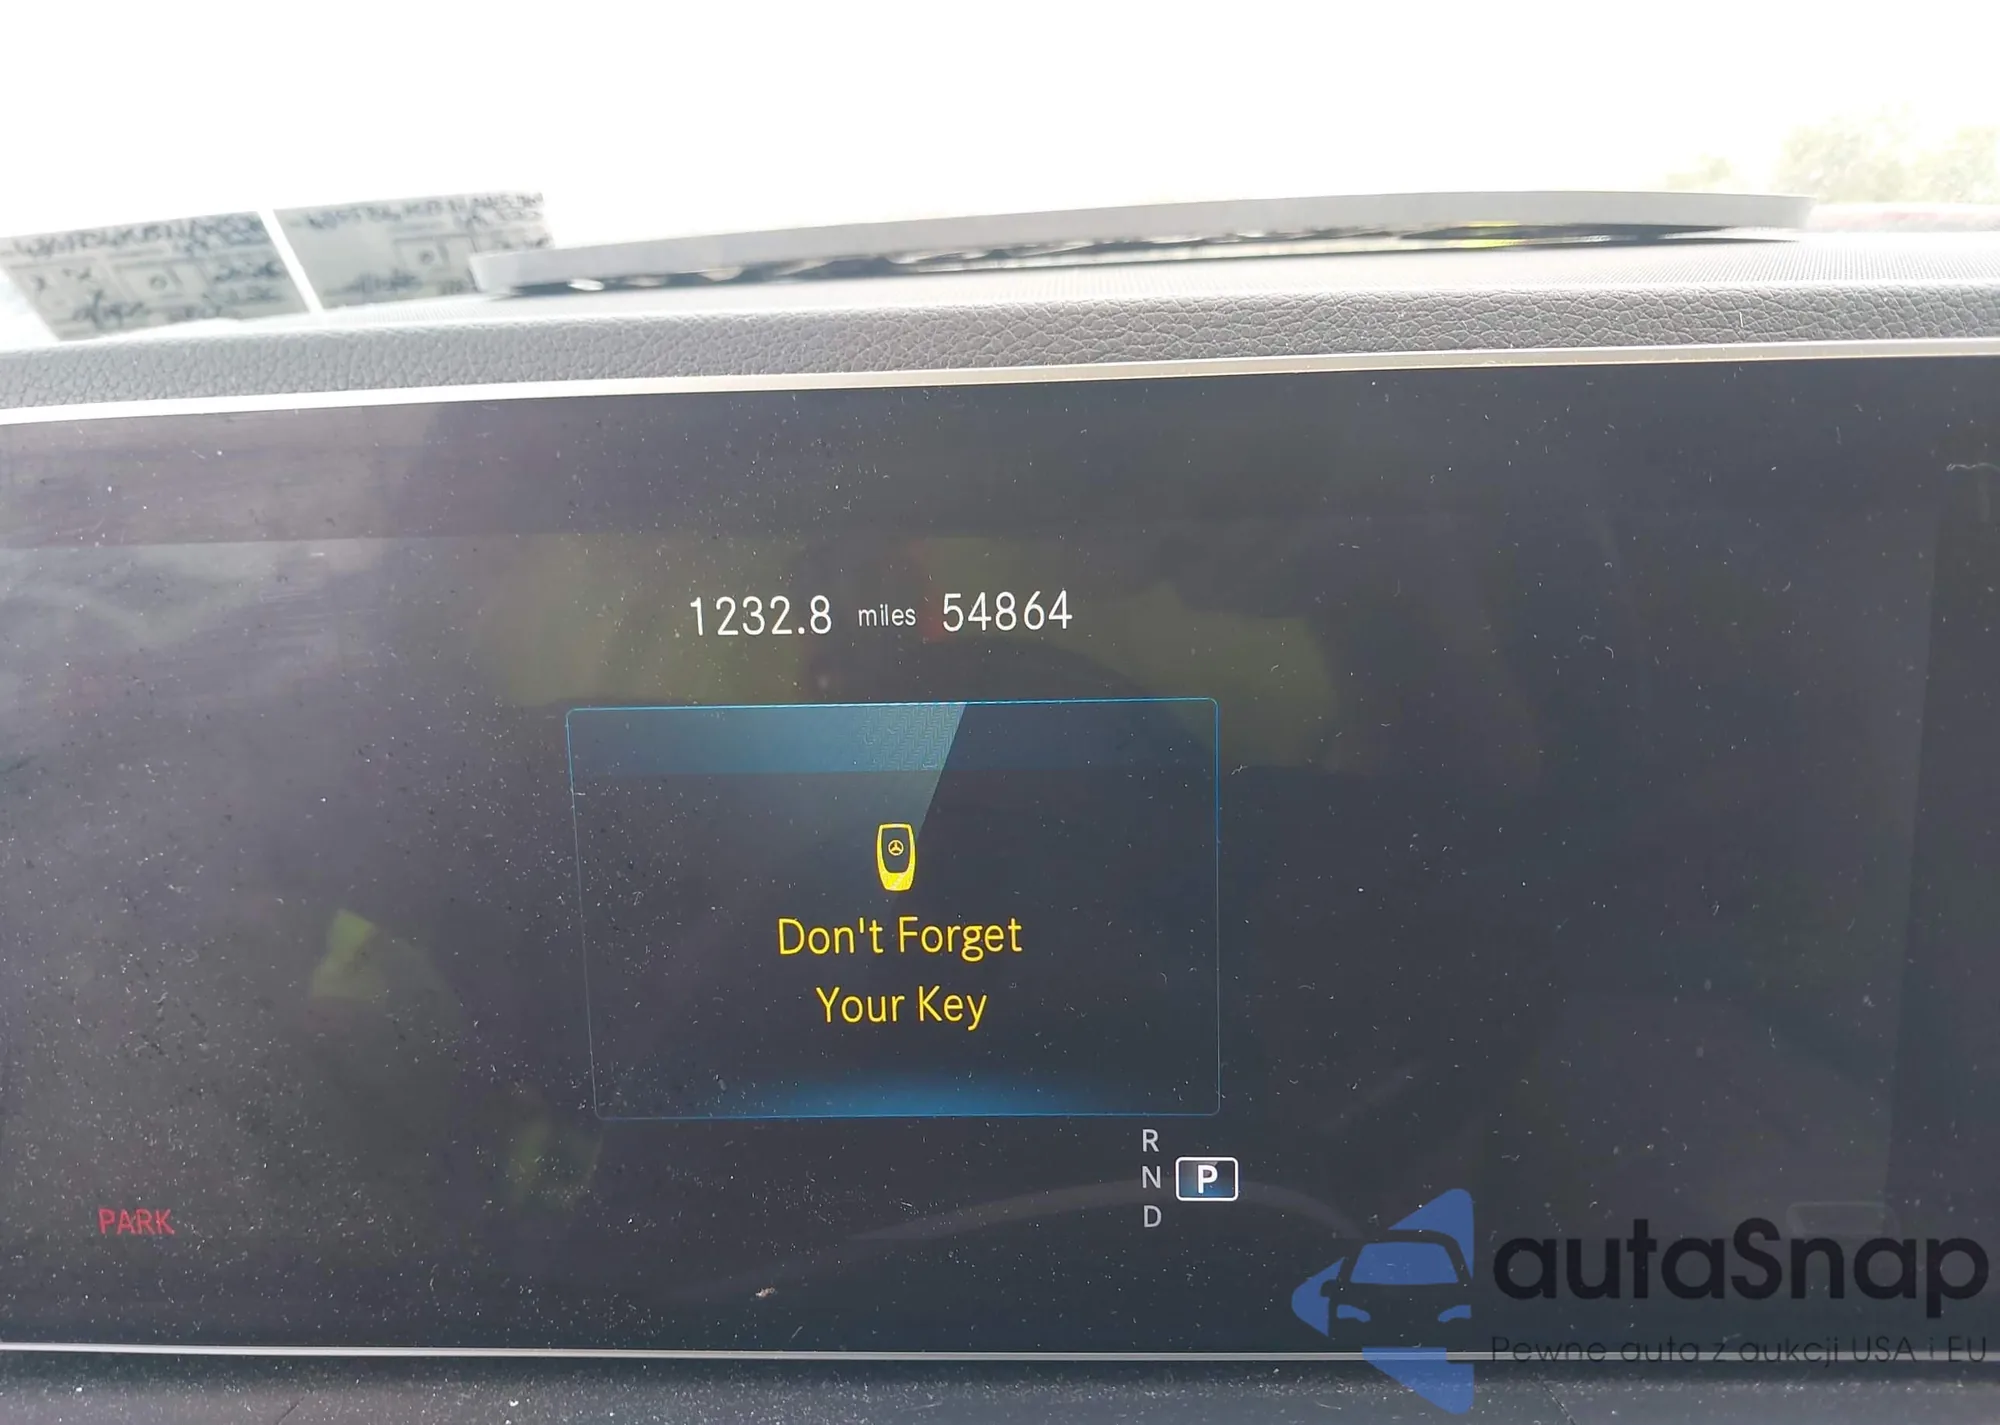 1232.8 miles 54864
Don't Forget
Your Key
R
N P
D
PARK
autaSnap
Pewne auto z aukcji USA i EU